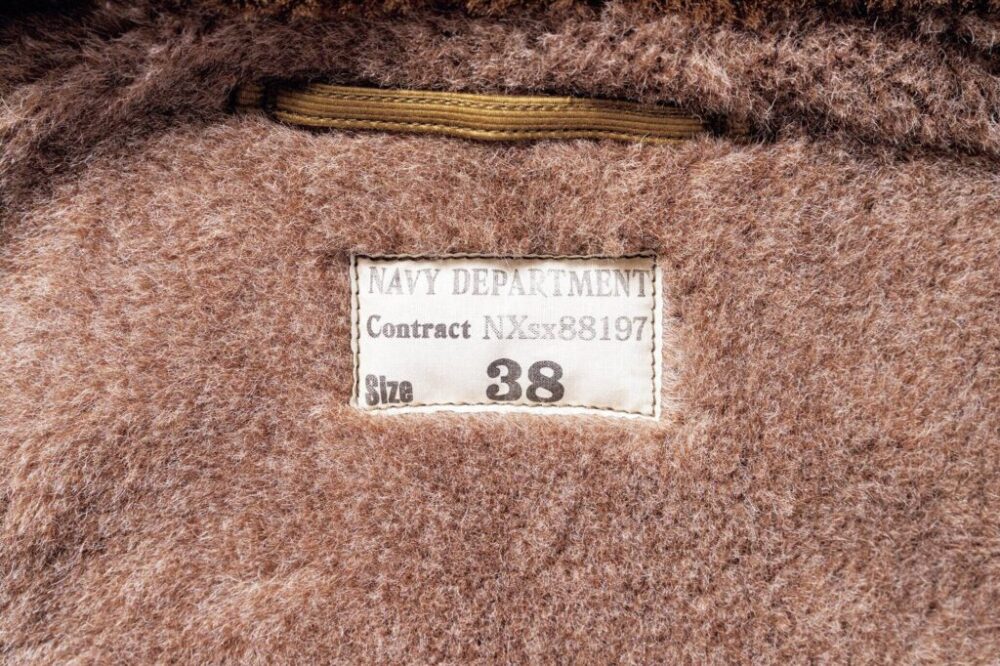 NAVY DEPARTMENT
Contract NXsx88197
Size 38